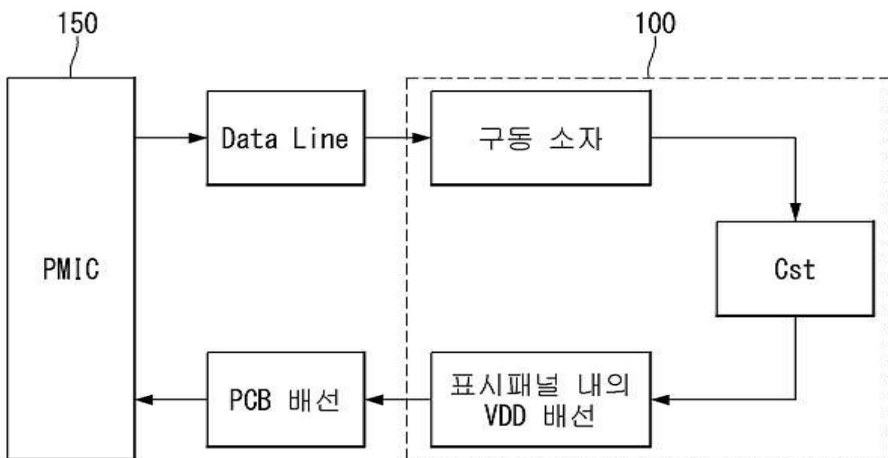 150
100
Data Line
구동 소자
PMIC
Cst
PCB 배선
표시패널 내의
VDD 배선